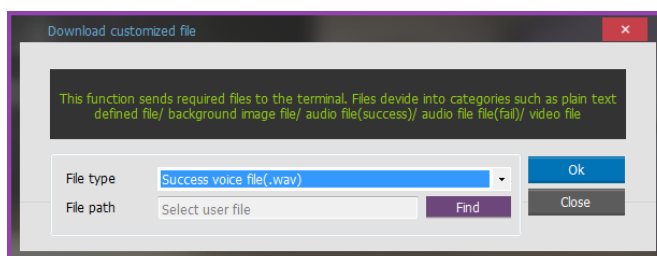 Download customized file
This function sends required files to the terminal. Files devide into categories such as plain text
defined file/ background image file/ audio file(success)/ audio file file(fail)/ video file
File type
Success voice file(.wav)
Ok
File path
Select user file
Find
Close